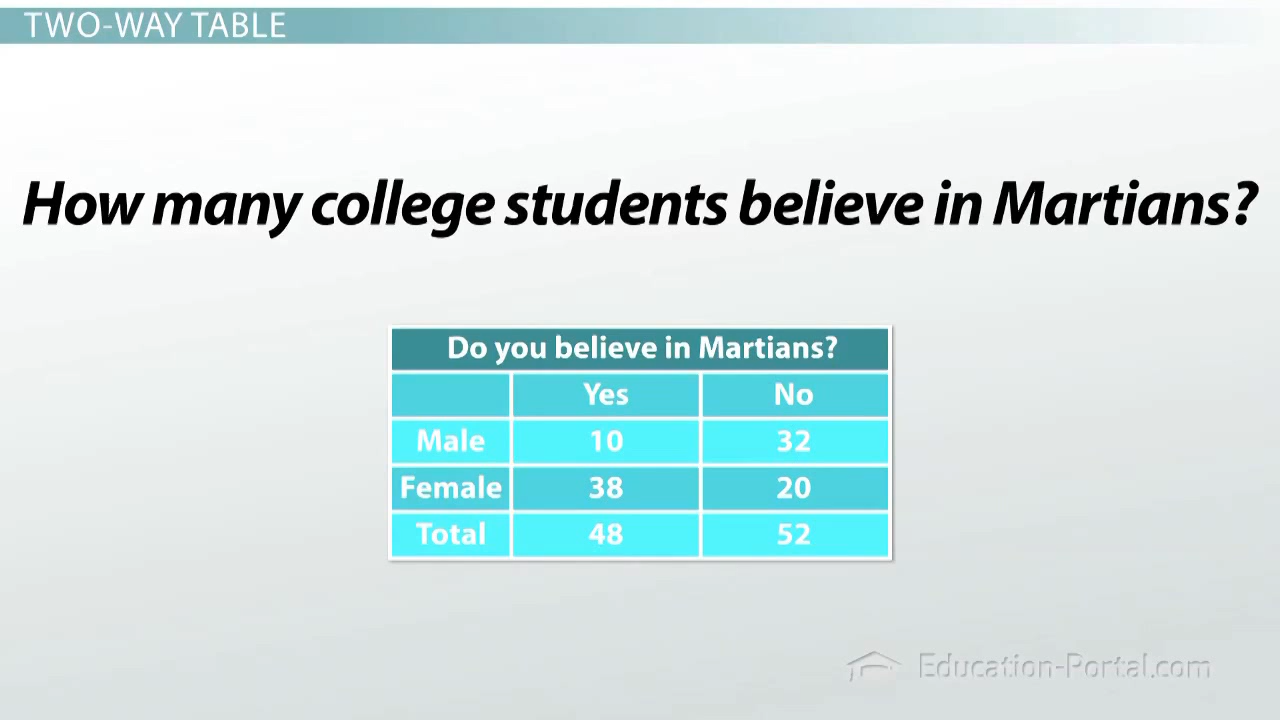 TWO-WAY TABLE
How many college students believe in Martians?
Do you believe in Martians?
Yes No
Male 10 32
Female 38 20
Total 48 52
Education-Portal.com